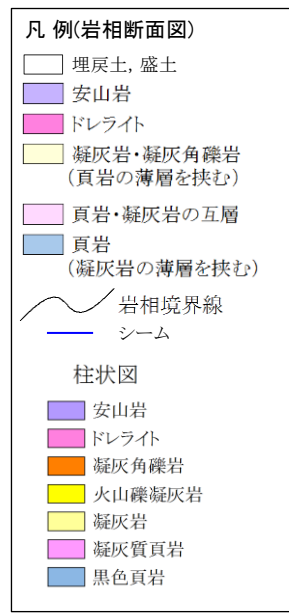 凡 例(岩相断面図)
埋戻土, 盛土
安山岩
ドレライト
凝灰岩・凝灰角礫岩
(頁岩の薄層を挟む)
頁岩・凝灰岩の互層
頁岩
(凝灰岩の薄層を挟む)
岩相境界線
シーム
柱状図
安山岩
ドレライト
凝灰角礫岩
火山礫凝灰岩
凝灰岩
凝灰質頁岩
黒色頁岩